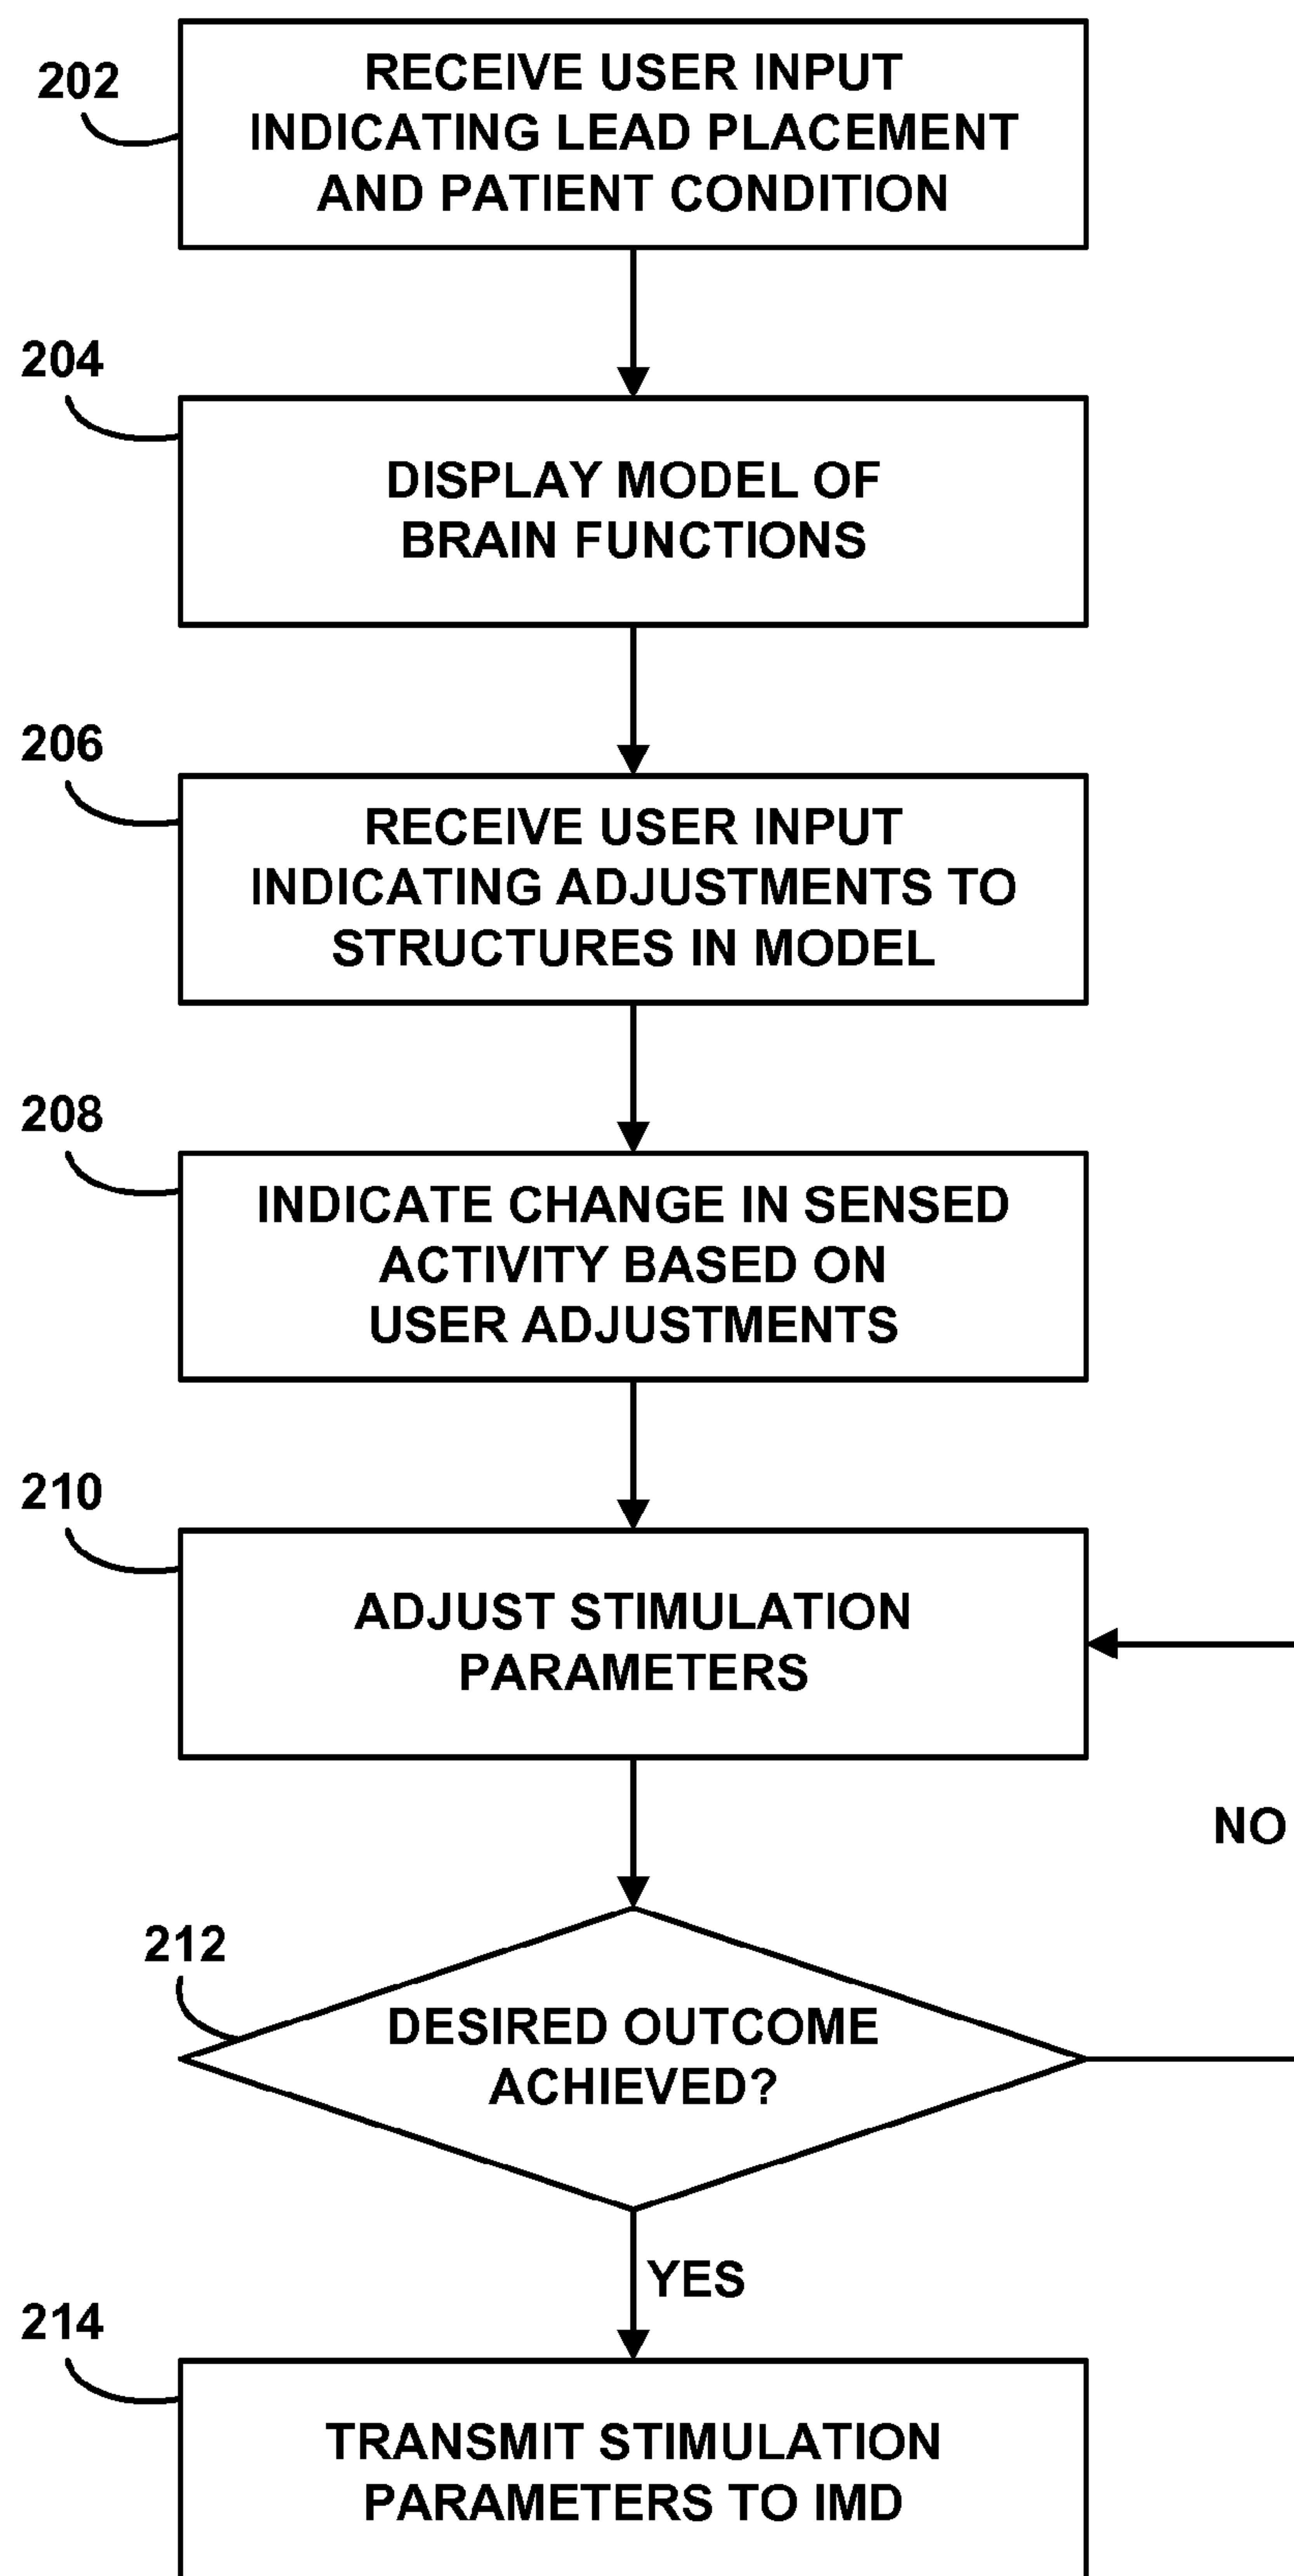 202
RECEIVE USER INPUT
INDICATING LEAD PLACEMENT
AND PATIENT CONDITION
204
DISPLAY MODEL OF
BRAIN FUNCTIONS
206
RECEIVE USER INPUT
INDICATING ADJUSTMENTS TO
STRUCTURES IN MODEL
208
INDICATE CHANGE IN SENSED
ACTIVITY BASED ON
USER ADJUSTMENTS
210
ADJUST STIMULATION
PARAMETERS
NO
212
DESIRED OUTCOME
ACHIEVED?
YES
214
TRANSMIT STIMULATION
PARAMETERS TO IMD